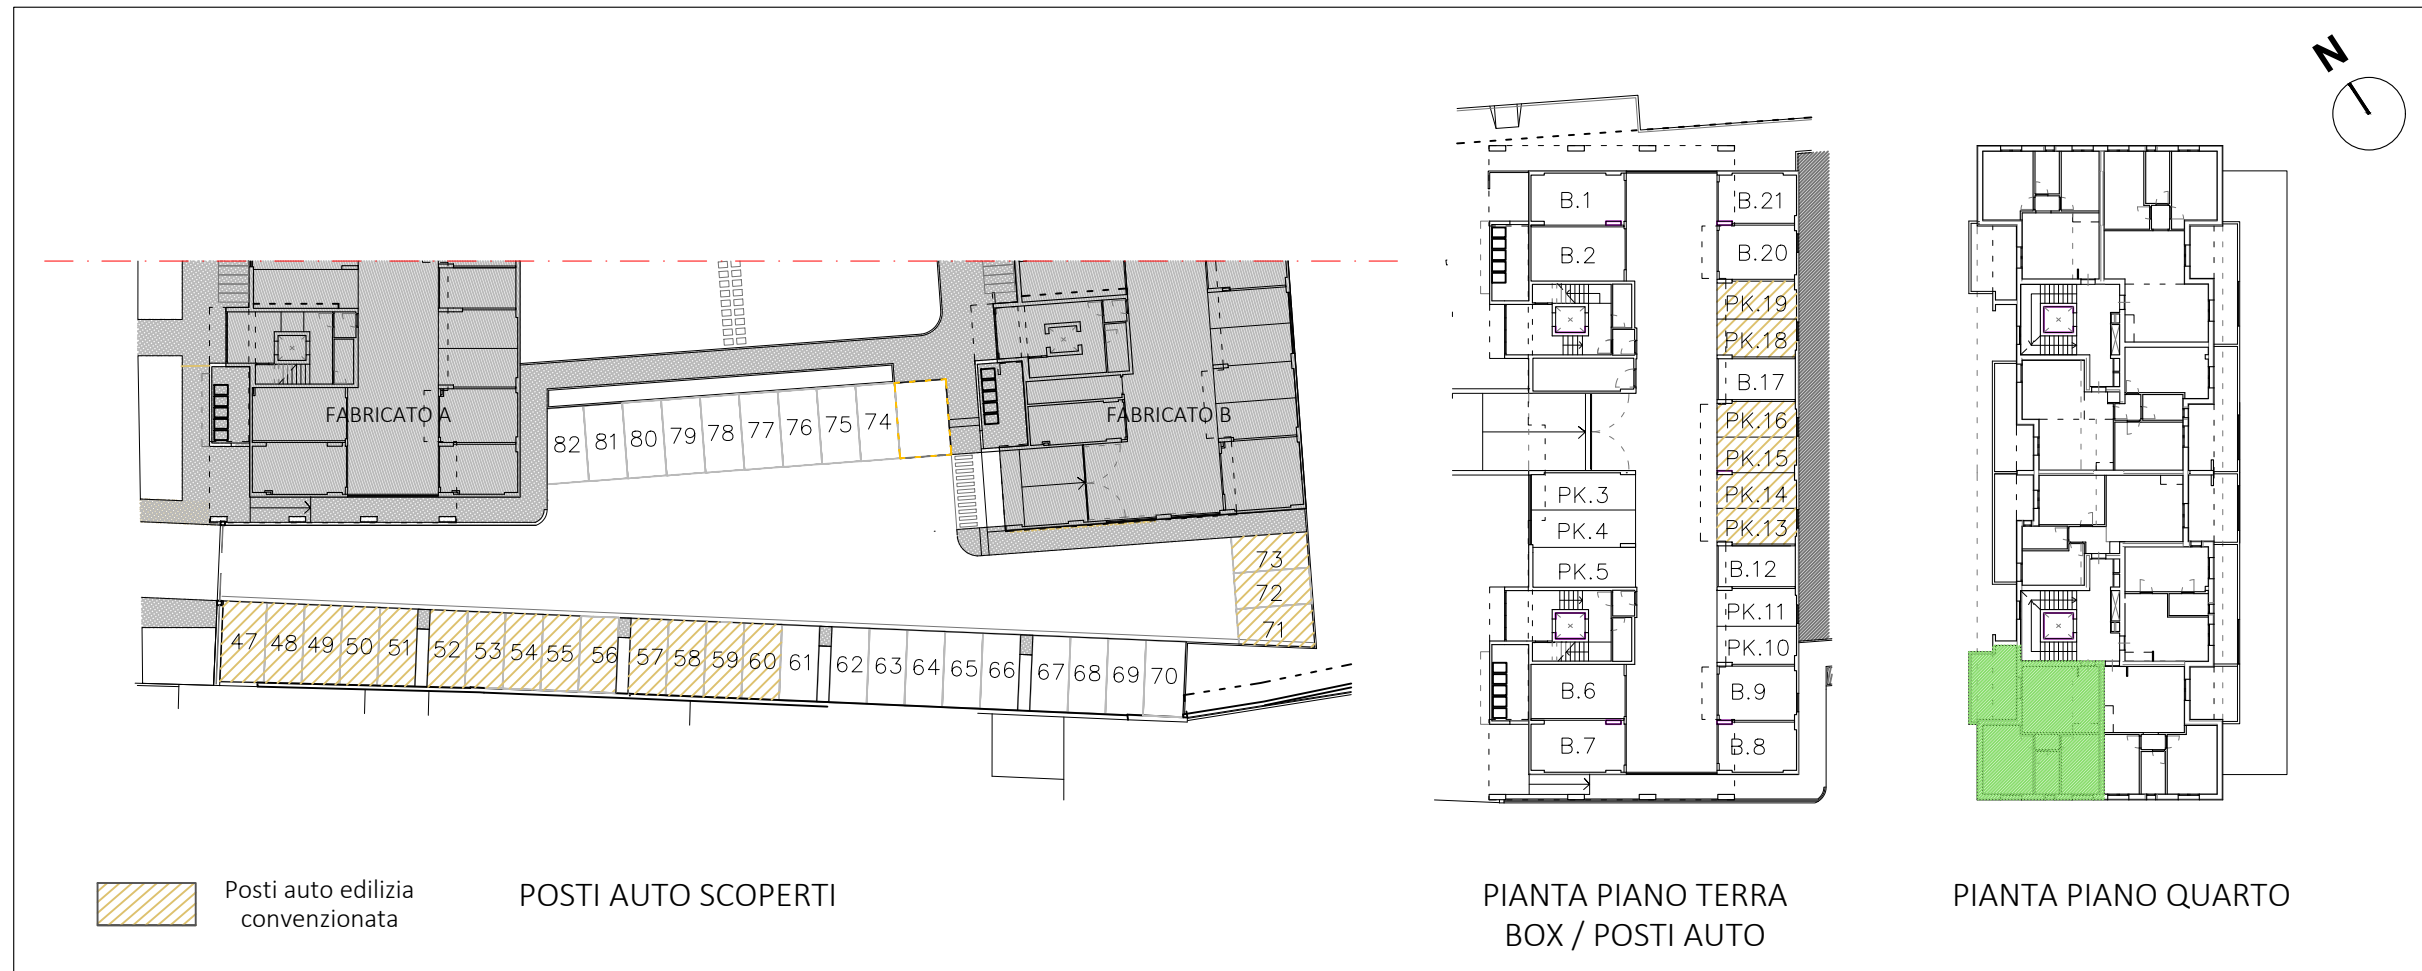 N
FABRICATO A
FABRICATO B
82 81 80 79 78 77 76 75 74
73
72
71
47 48 49 50 51 52 53 54 55 56 57 58 59 60 61 62 63 64 65 66 67 68 69 70
B.1 B.21
B.2 B.20
PK.19
PK.18
B.17
PK.16
PK.15
PK.3 PK.14
PK.4 PK.13
PK.5 B.12
PK.11
PK.10
B.6 B.9
B.7 B.8
Posti auto edilizia
convenzionata
POSTI AUTO SCOPERTI
PIANTA PIANO TERRA
BOX / POSTI AUTO
PIANTA PIANO QUARTO